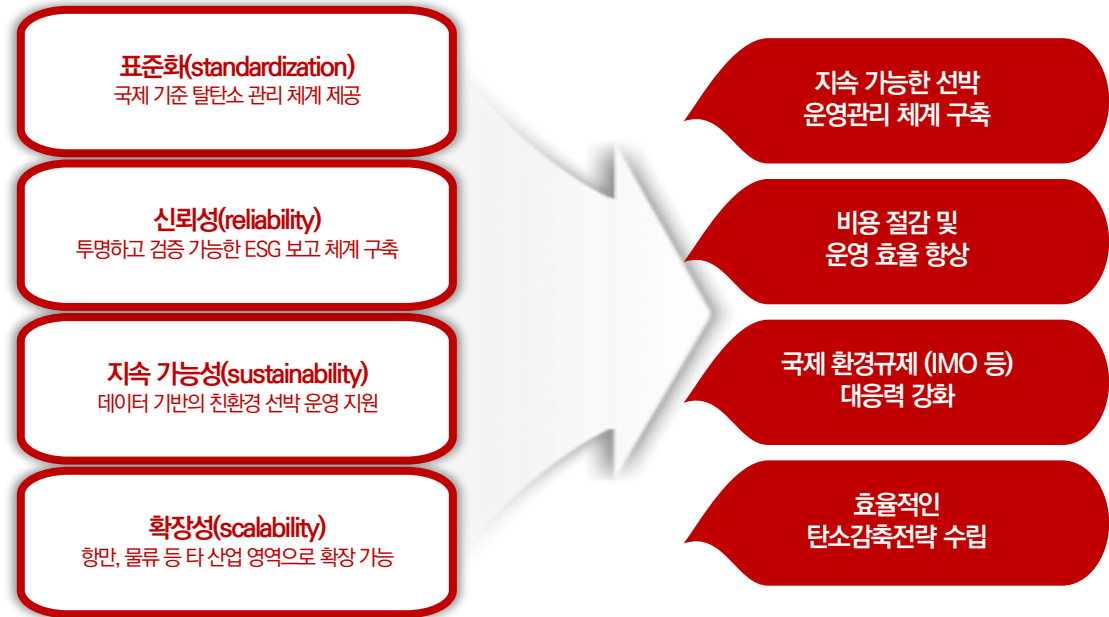 표준화(standardization)
국제 기준 탈탄소 관리 체계 제공
신뢰성(reliability)
투명하고 검증 가능한 ESG 보고 체계 구축
지속 가능성(sustainability)
데이터 기반의 친환경 선박 운영 지원
확장성(scalability)
항만, 물류 등 타 산업 영역으로 확장 가능
지속 가능한 선박
운영관리 체계 구축
비용 절감 및
운영 효율 향상
국제 환경규제 (IMO 등)
대응력 강화
효율적인
탄소감축전략 수립